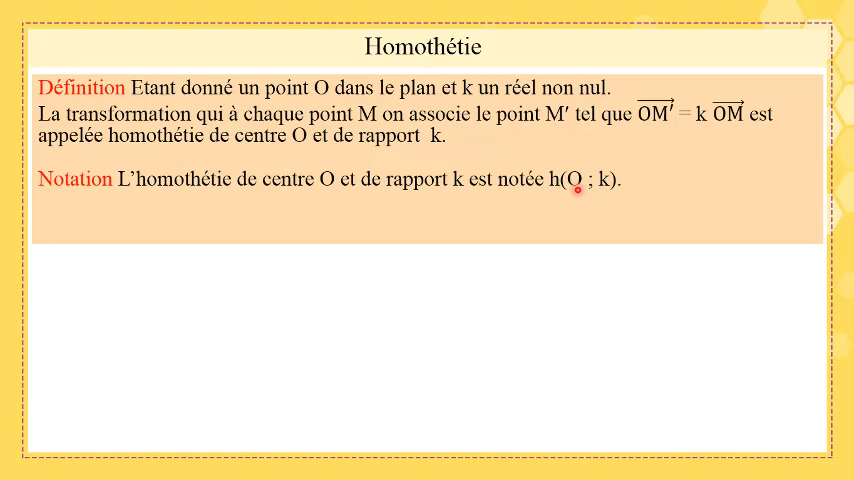 Homothétie
Définition Etant donné un point O dans le plan et k un réel non nul.
La transformation qui à chaque point M on associe le point M′ tel que $\overrightarrow{OM'}$ = k $\overrightarrow{OM}$ est
appelée homothétie de centre O et de rapport k.
Notation L’homothétie de centre O et de rapport k est notée h(O ; k).